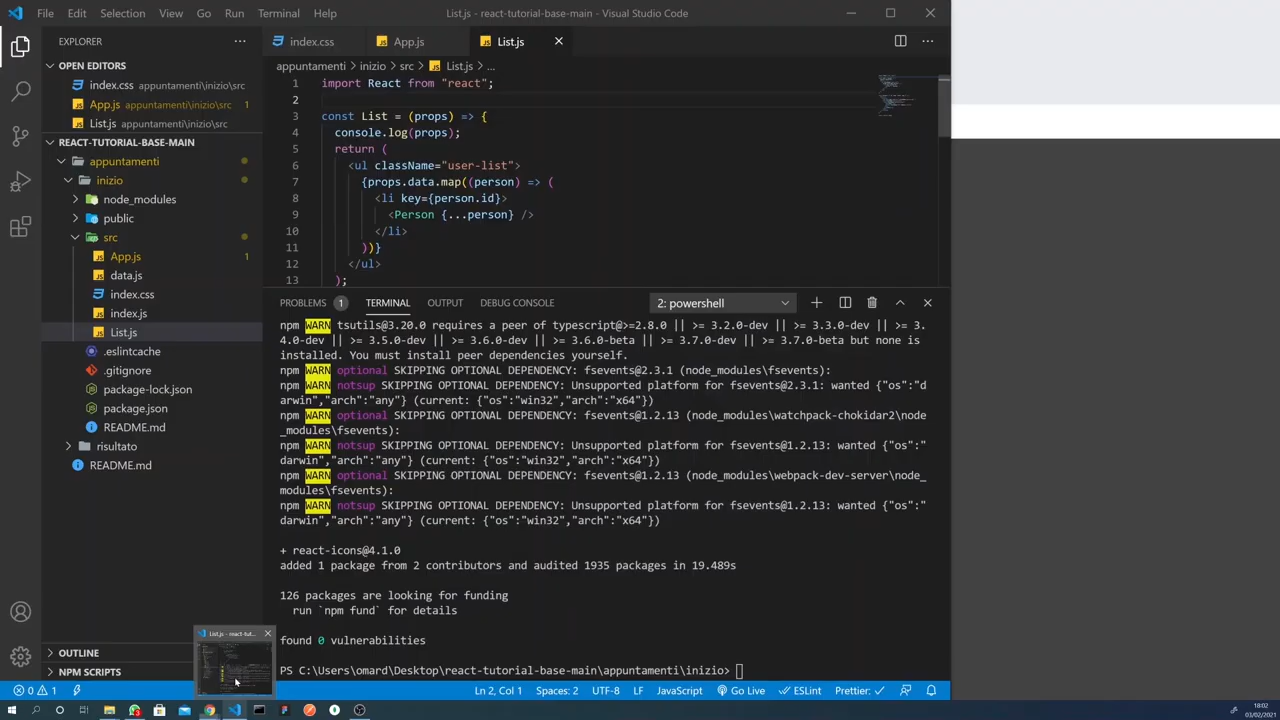 File Edit Selection View Go Run Terminal Help
List.js - react-tutorial-base-main - Visual Studio Code
EXPLORER
index.css
App.js
List.js
OPEN EDITORS
index.css appuntamenti\inizio\src
App.js appuntamenti\inizio\src 1
List.js appuntamenti\inizio\src
REACT-TUTORIAL-BASE-MAIN
appuntamenti
inizio
node_modules
public
src
App.js 1
data.js
index.css
index.js
List.js
.eslintcache
.gitignore
package-lock.json
package.json
README.md
risultato
README.md
OUTLINE
NPM SCRIPTS
appuntamenti > inizio > src > List.js > ...
1 import React from "react";
2
3 const List = (props) => {
4 console.log(props);
5 return (
6 <ul className="user-list">
7 {props.data.map((person) => (
8 <li key={person.id}>
9 <Person {...person} />
10 </li>
11 ))}
12 </ul>
13 );
PROBLEMS 1 TERMINAL OUTPUT DEBUG CONSOLE 2: powershell
npm WARN tsutils@3.20.0 requires a peer of typescript@>=2.8.0 || >= 3.2.0-dev || >= 3.3.0-dev || >= 3.
4.0-dev || >= 3.5.0-dev || >= 3.6.0-dev || >= 3.6.0-beta || >= 3.7.0-dev || >= 3.7.0-beta but none is
installed. You must install peer dependencies yourself.
npm WARN optional SKIPPING OPTIONAL DEPENDENCY: fsevents@2.3.1 (node_modules\fsevents):
npm WARN notsup SKIPPING OPTIONAL DEPENDENCY: Unsupported platform for fsevents@2.3.1: wanted {"os":"d
arwin","arch":"any"} (current: {"os":"win32","arch":"x64"})
npm WARN optional SKIPPING OPTIONAL DEPENDENCY: fsevents@1.2.13 (node_modules\watchpack-chokidar2\node
_modules\fsevents):
npm WARN notsup SKIPPING OPTIONAL DEPENDENCY: Unsupported platform for fsevents@1.2.13: wanted {"os":"
darwin","arch":"any"} (current: {"os":"win32","arch":"x64"})
npm WARN optional SKIPPING OPTIONAL DEPENDENCY: fsevents@1.2.13 (node_modules\webpack-dev-server\node_
modules\fsevents):
npm WARN notsup SKIPPING OPTIONAL DEPENDENCY: Unsupported platform for fsevents@1.2.13: wanted {"os":"
darwin","arch":"any"} (current: {"os":"win32","arch":"x64"})
+ react-icons@4.1.0
added 1 package from 2 contributors and audited 1935 packages in 19.489s
126 packages are looking for funding
run `npm fund` for details
found 0 vulnerabilities
PS C:\Users\omard\Desktop\react-tutorial-base-main\appuntamenti\inizio>
List.js - react-tut...
0 1
Ln 2, Col 1 Spaces: 2 UTF-8 LF JavaScript Go Live ESLint Prettier:
18:02
03/02/2021